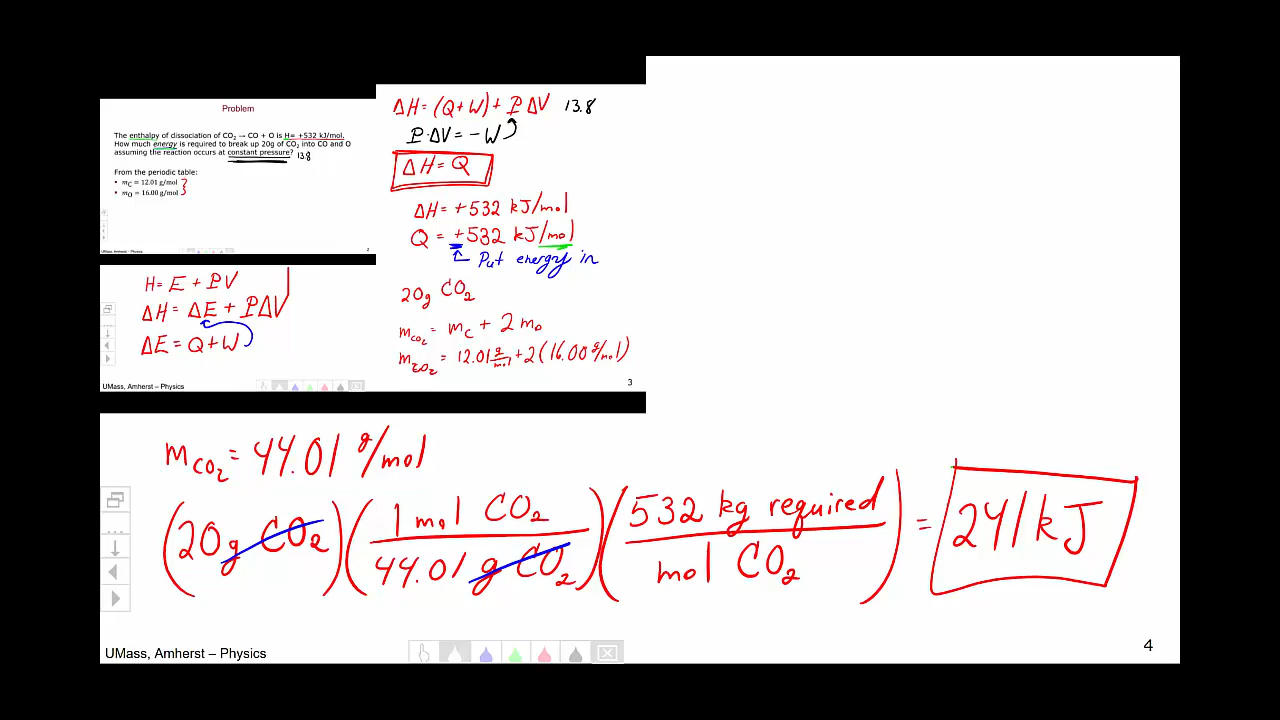 Problem
The enthalpy of dissociation of CO₂ → CO + O is H= +532 kJ/mol.
How much energy is required to break up 20g of CO₂ into CO and O
assuming the reaction occurs at constant pressure? 13.8
From the periodic table:
• m_C = 12.01 g/mol
• m_O = 16.00 g/mol
UMass, Amherst – Physics
2
H = E + PV
ΔH = ΔE + PΔV
ΔE = Q + W
UMass, Amherst – Physics
ΔH = (Q+W) + PΔV 13.8
P·ΔV = -W
ΔH = Q
ΔH = +532 kJ/mol
Q = +532 kJ/mol
Put energy in
20g CO₂
m_CO₂ = m_C + 2 m_O
= 12.01 g/mol + 2(16.00 g/mol)
3
m_CO₂ = 44.01 g/mol
(20g CO₂)(1 mol CO₂ / 44.01 g CO₂)(532 kg required / mol CO₂) = 241 kJ
UMass, Amherst – Physics
4